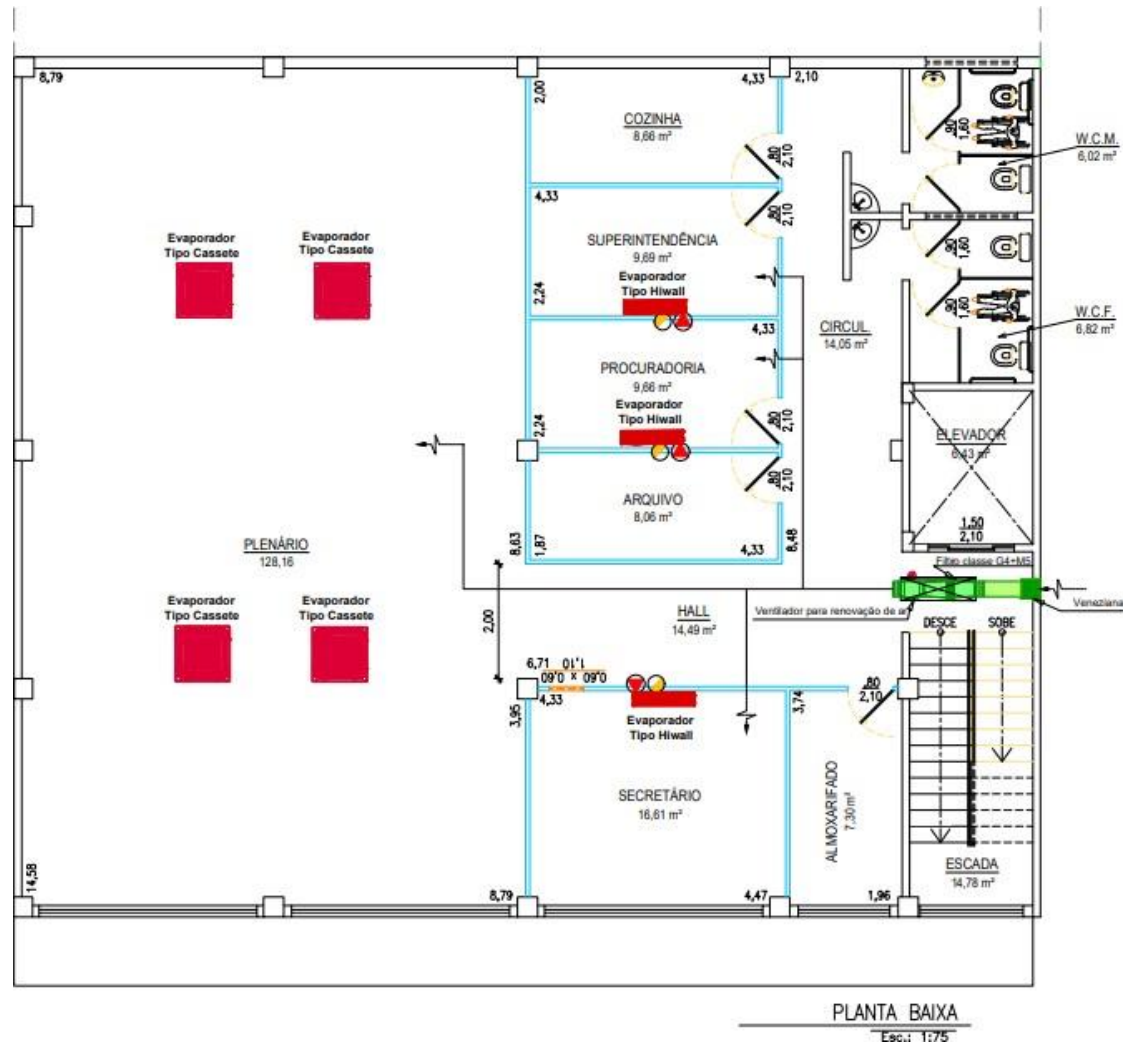 8,79
4,33
2,10
2,00
COZINHA
8,66 m²
80
2,10
90
1,60
W.C.M.
6,02 m²
4,33
80
2,10
SUPERINTENDÊNCIA
9,69 m²
Evaporador
Tipo Hiwall
2,24
4,33
Evaporador
Tipo Cassete
Evaporador
Tipo Cassete
90
1,60
90
1,60
W.C.F.
6,82 m²
CIRCUL.
14,05 m²
PROCURADORIA
9,66 m²
Evaporador
Tipo Hiwall
2,24
80
2,10
80
2,10
ELEVADOR
6,43 m²
1,50
2,10
ARQUIVO
8,06 m²
8,63
1,87
4,33
8,48
PLENÁRIO
128,16
Filtro classe G4+M5
Evaporador
Tipo Cassete
Evaporador
Tipo Cassete
2,00
HALL
14,49 m²
Ventilador para renovação de ar
Veneziana
DESCE
SOBE
6,71
0,60 x 0,60
1,10
4,33
3,95
3,74
80
2,10
Evaporador
Tipo Hiwall
SECRETÁRIO
16,61 m²
ALMOXARIFADO
7,30 m²
ESCADA
14,78 m²
14,58
8,79
4,47
1,96
PLANTA BAIXA
Esc.: 1:75